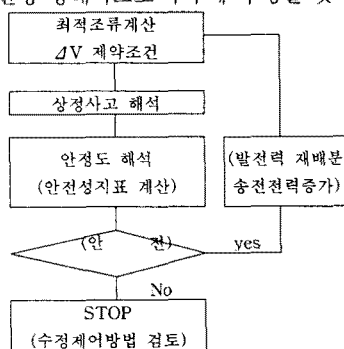 최적조류계산
ΔV 제약조건
상정사고 해석
안정도 해석
(안전성지표 계산)
(발전력 재배분
송전전력증가)
(안 전)
yes
No
STOP
(수정제어방법 검토)